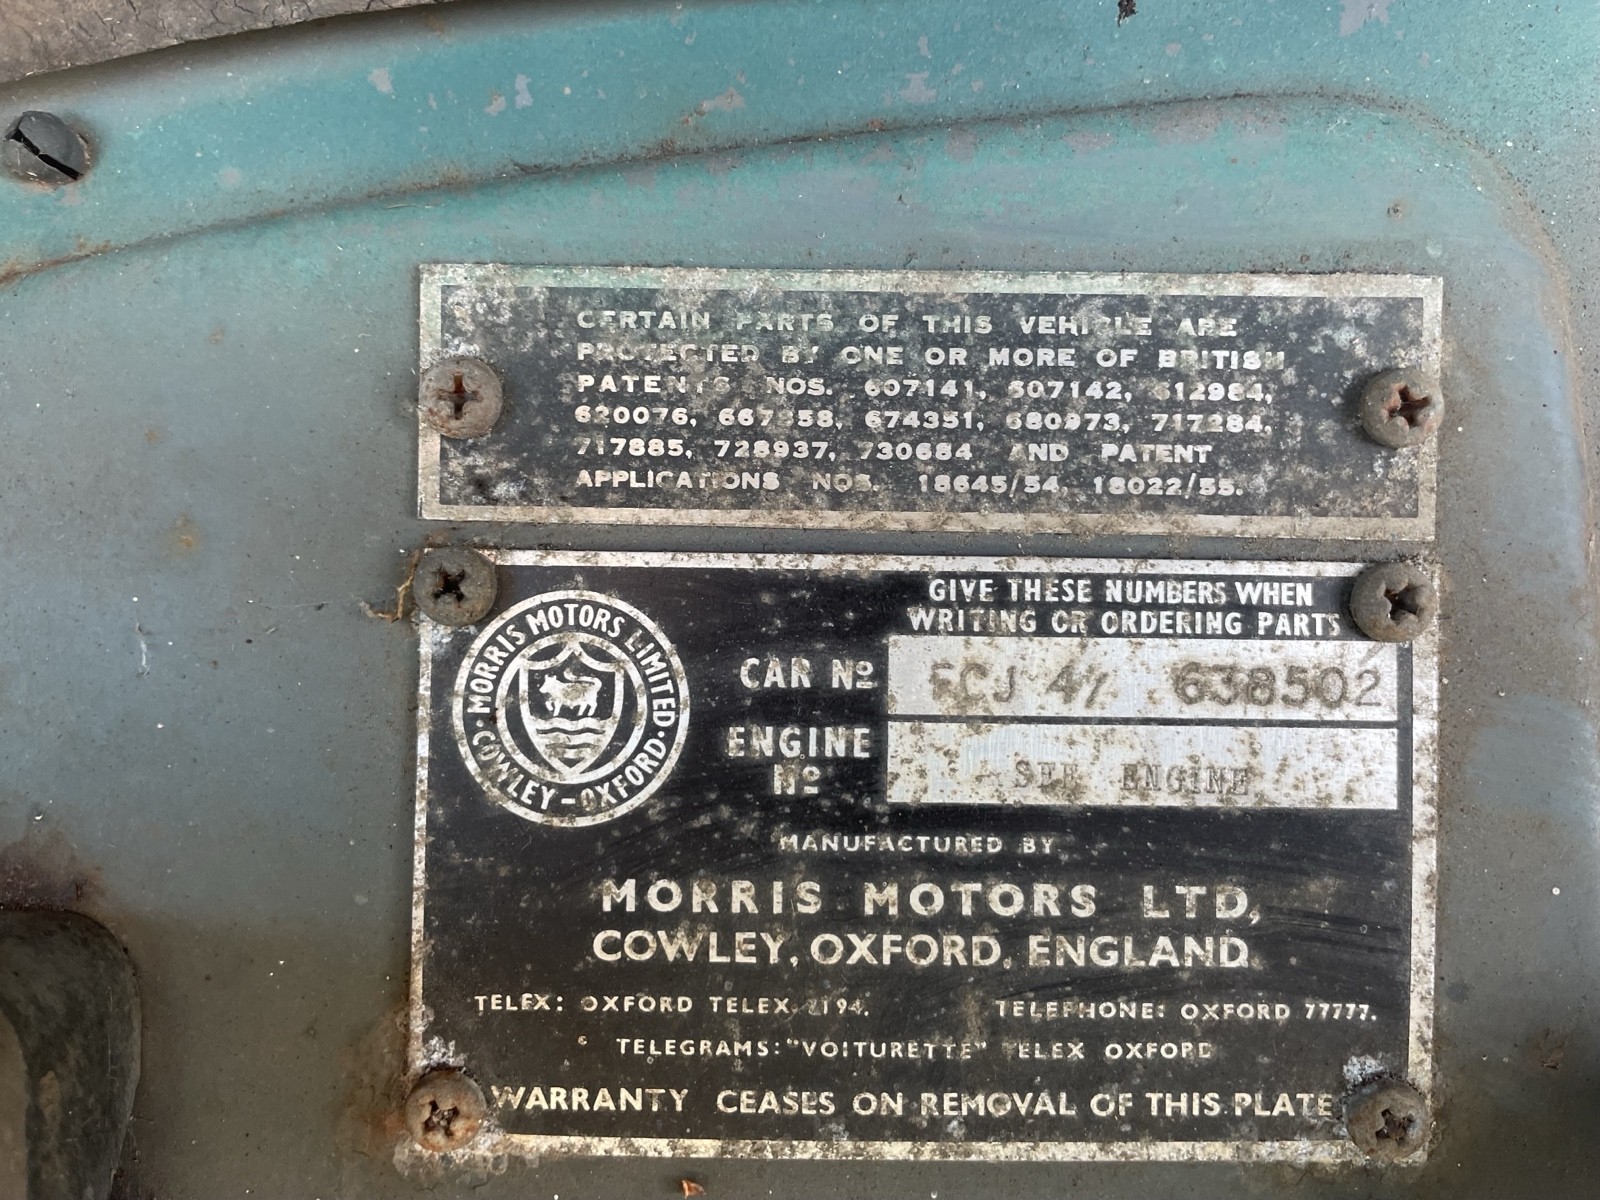 CERTAIN PARTS OF THIS VEHICLE ARE
PROTECTED BY ONE OR MORE OF BRITISH
PATENTS NOS. 607141, 607142, 612984,
620076, 674351, 680973, 717284,
717885, 728937, 730684 AND PATENT
APPLICATIONS NOS. 18645/54, 18022/55.
GIVE THESE NUMBERS WHEN
WRITING OR ORDERING PARTS
MORRIS MOTORS LIMITED
· COWLEY – OXFORD ·
CAR Nº 638502
ENGINE
Nº SEE ENGINE
MANUFACTURED BY
MORRIS MOTORS LTD,
COWLEY, OXFORD, ENGLAND.
TELEX: OXFORD TELEX
TELEPHONE: OXFORD 77777.
TELEGRAMS: "VOITURETTE" TELEX OXFORD
WARRANTY CEASES ON REMOVAL OF THIS PLATE